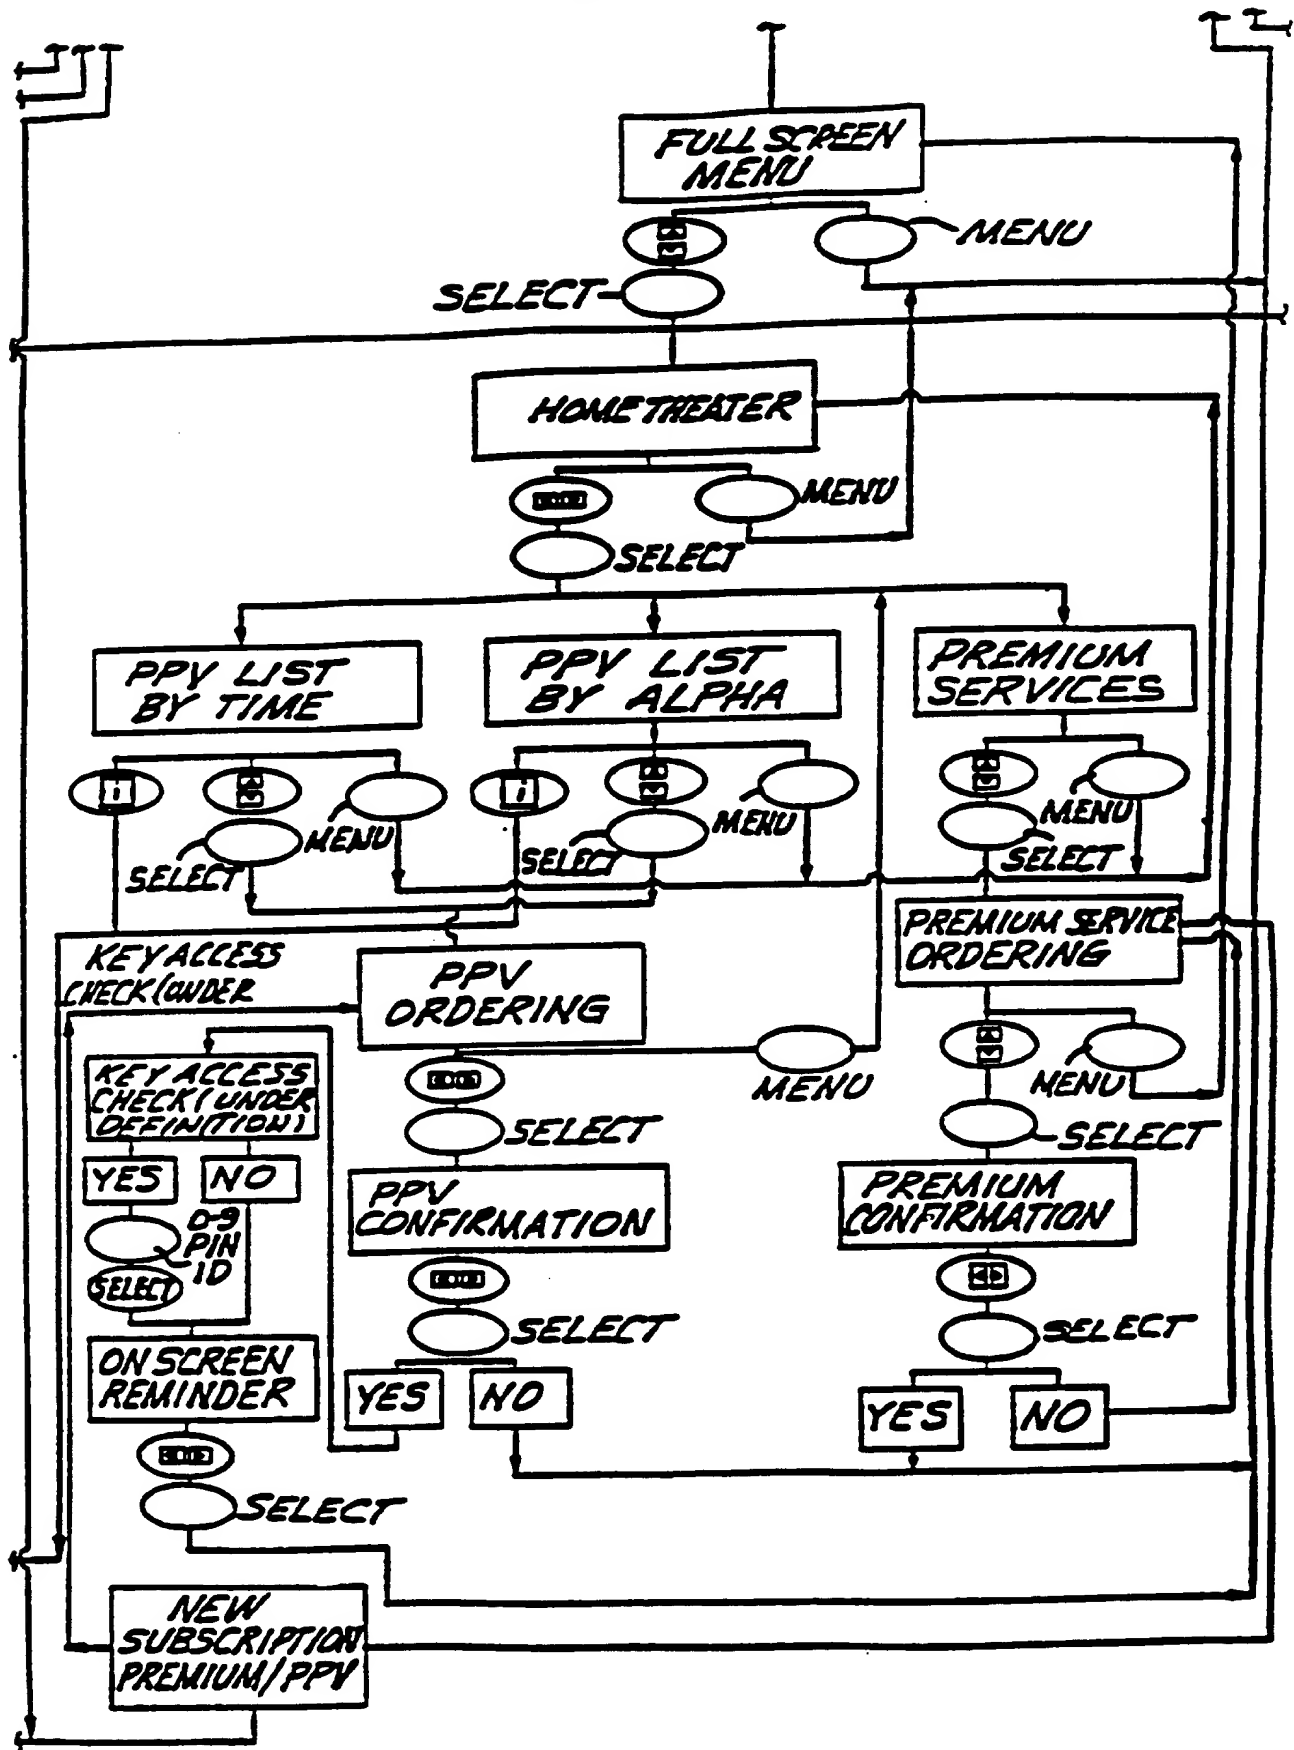 FULL SCREEN
MENU
MENU
SELECT
HOME THEATER
MENU
SELECT
PPV LIST
BY TIME
PPV LIST
BY ALPHA
PREMIUM
SERVICES
i
i
MENU
SELECT
MENU
SELECT
MENU
SELECT
KEY ACCESS
CHECK (UNDER
PPV
ORDERING
PREMIUM SERVICE
ORDERING
MENU
MENU
KEY ACCESS
CHECK (UNDER
DEFINITION)
SELECT
SELECT
YES
NO
PPV
CONFIRMATION
PREMIUM
CONFIRMATION
0-9
PIN
ID
SELECT
SELECT
SELECT
ON SCREEN
REMINDER
YES
NO
YES
NO
SELECT
NEW
SUBSCRIPTION
PREMIUM/PPV